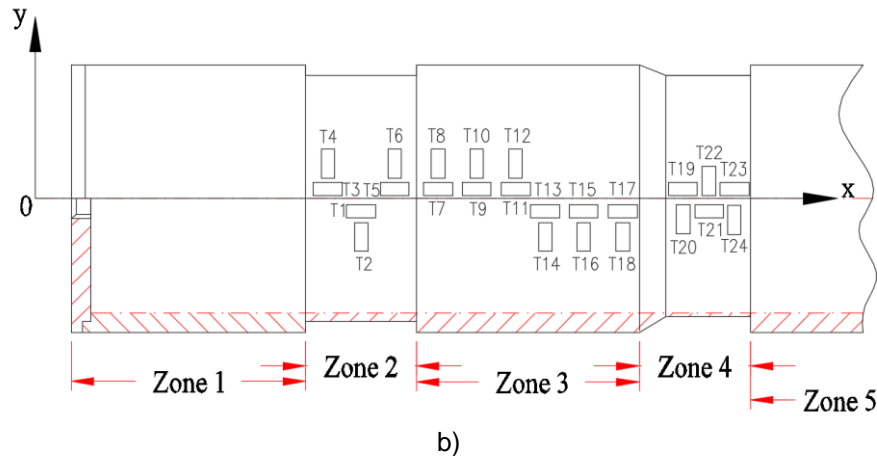 y
T4 T6 T8 T10 T12
T22
T19 T23
T3 T5 T13 T15 T17
0 T1 T7 T9 T11 x
T2 T14 T16 T18 T20 T21 T24
Zone 1 Zone 2 Zone 3 Zone 4
Zone 5
b)